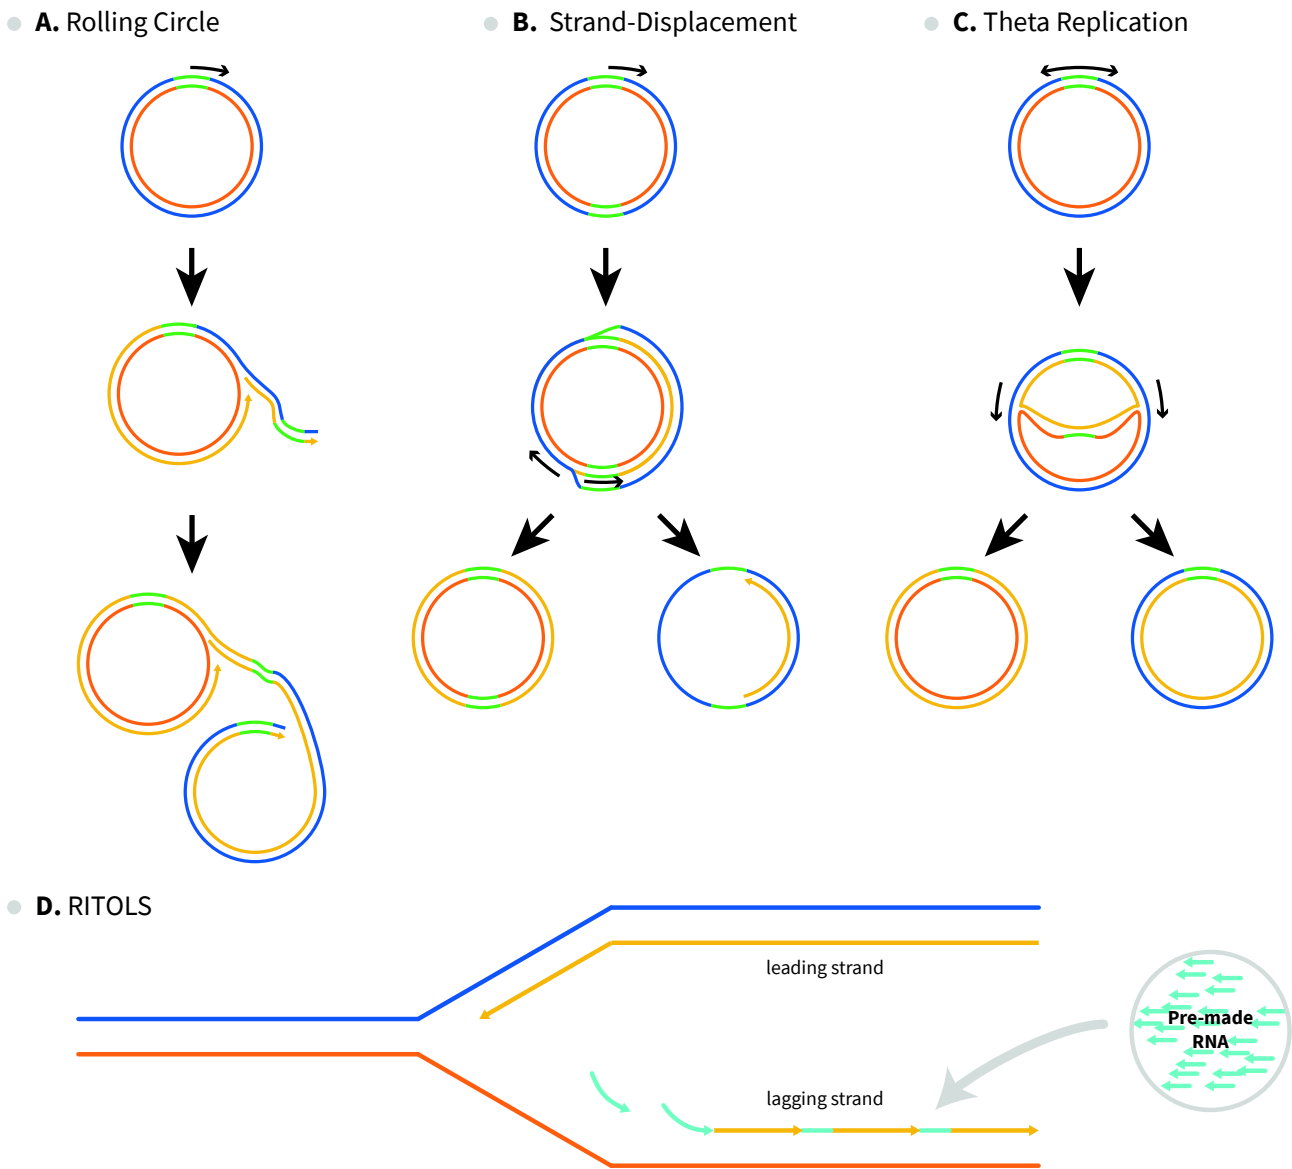 A. Rolling Circle
B. Strand-Displacement
C. Theta Replication
D. RITOLS
leading strand
Pre-made
RNA
lagging strand